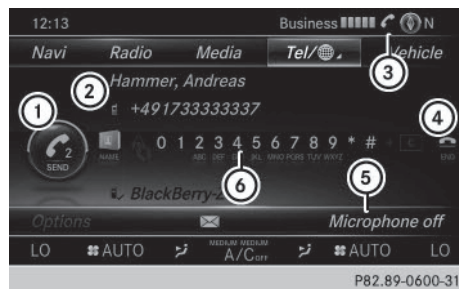 12:13 Business N
Navi Radio Media Tel/ Vehicle
1 2 Hammer, Andreas 3
+491733333337
4
2 SEND NAME 0 1 2 3 4 5 6 7 8 9 * # END
ABC DEF GHI JKL MNO PQRS TUV WXYZ
6 5
Options Microphone off
LO AUTO MEDIUM MEDIUM A/C OFF AUTO LO
P82.89-0600-31